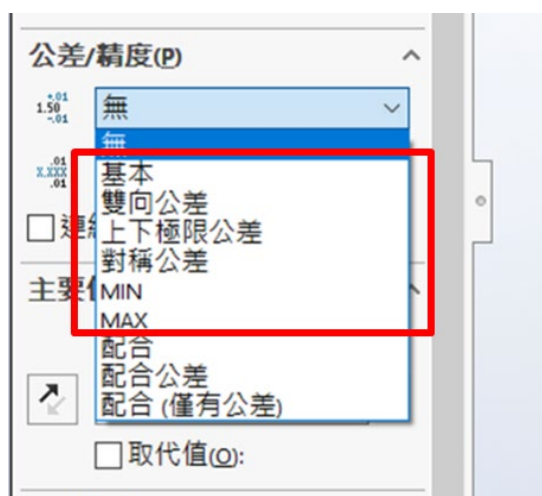 公差/精度(P)
+.01
1.50
-.01
無
無
.01
X.XXX
.01
基本
雙向公差
連
上下極限公差
對稱公差
主要
MIN
MAX
配合
配合公差
配合 (僅有公差)
取代值(O):